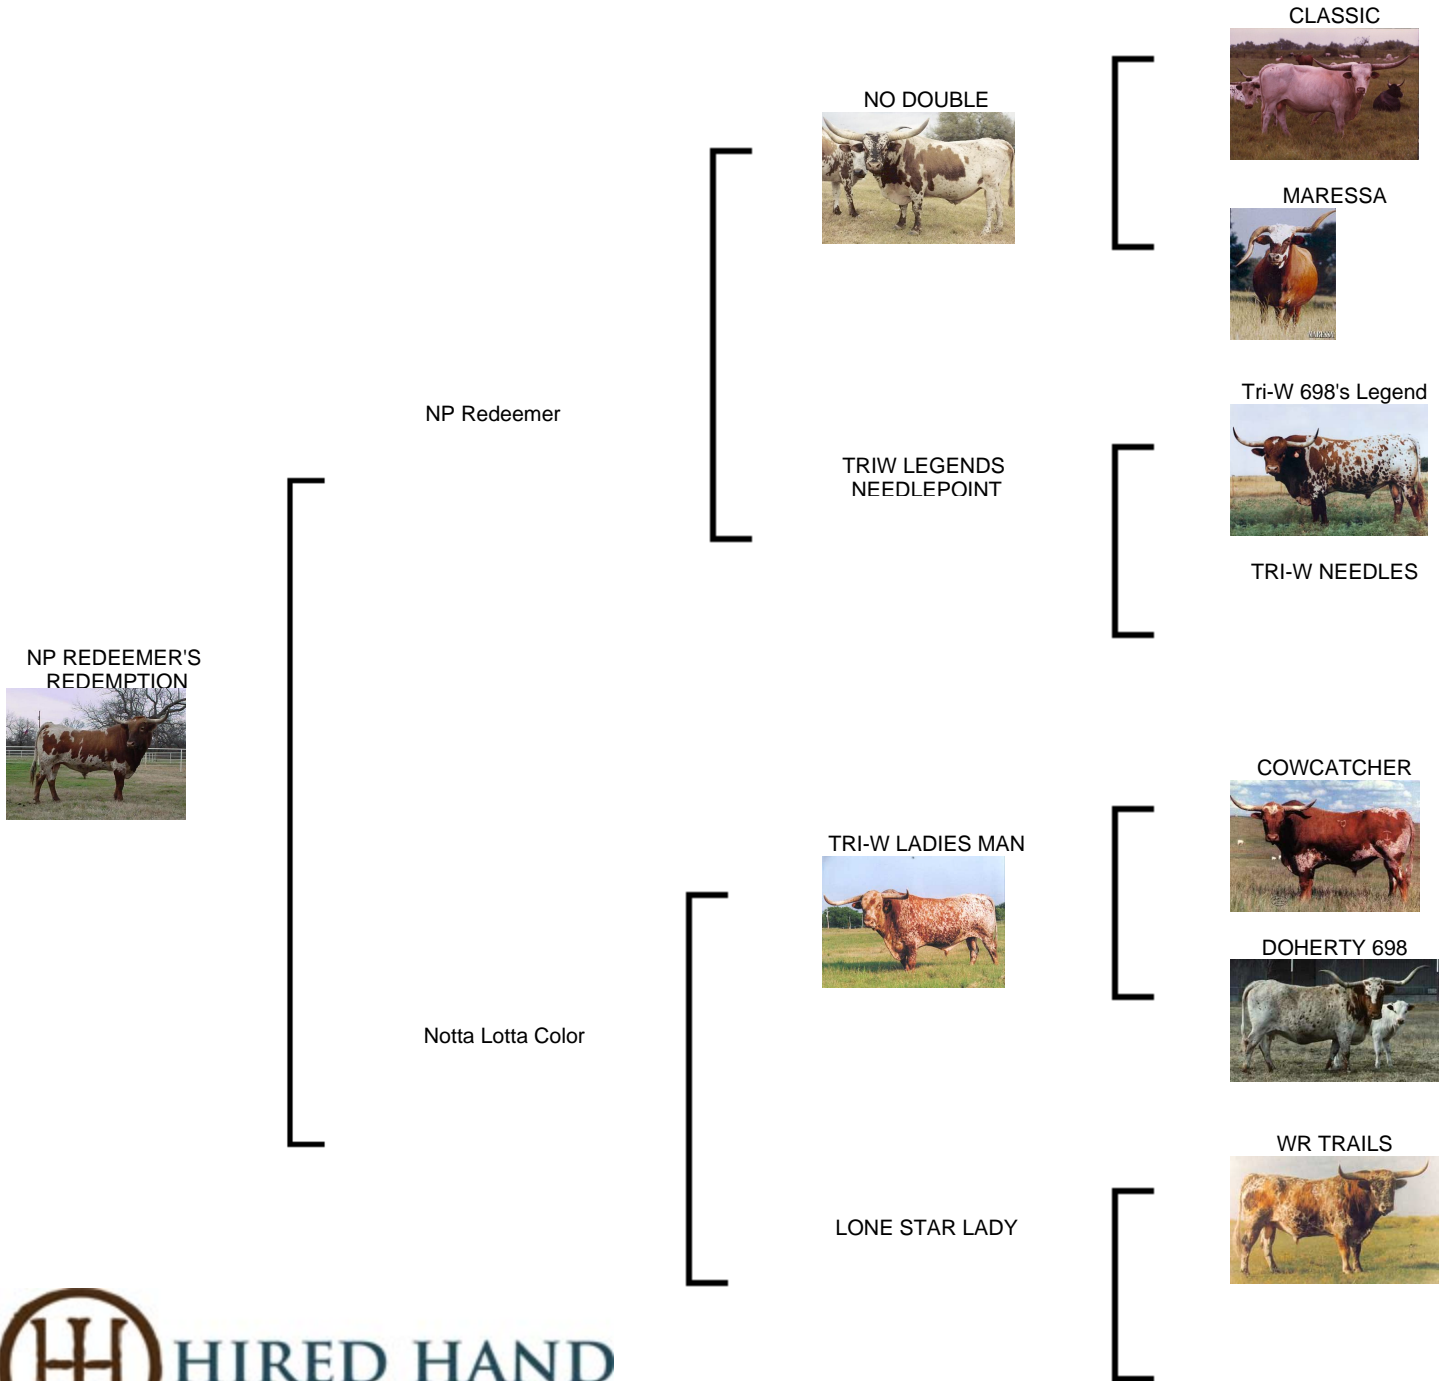 CLASSIC
NO DOUBLE
MARESSA
MARESSA
Tri-W 698's Legend
NP Redeemer
TRIW LEGENDS
NEEDLEPOINT
TRI-W NEEDLES
NP REDEEMER'S
REDEMPTION
COWCATCHER
TRI-W LADIES MAN
DOHERTY 698
Notta Lotta Color
WR TRAILS
LONE STAR LADY
HIRED HAND